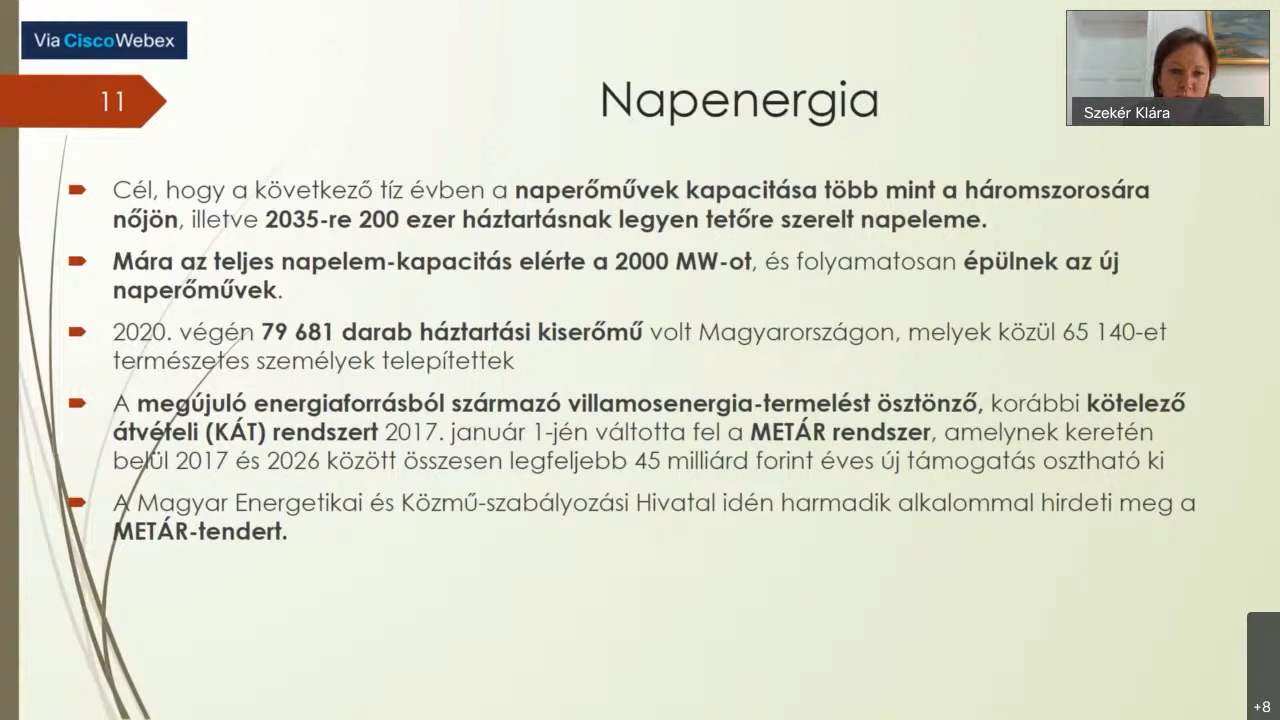 Via Cisco Webex
11
Napenergia
Szekér Klára
Cél, hogy a következő tíz évben a naperőművek kapacitása több mint a háromszorosára
nőjön, illetve 2035-re 200 ezer háztartásnak legyen tetőre szerelt napeleme.
Mára az teljes napelem-kapacitás elérte a 2000 MW-ot, és folyamatosan épülnek az új
naperőművek.
2020. végén 79 681 darab háztartási kiserőmű volt Magyarországon, melyek közül 65 140-et
természetes személyek telepítettek
A megújuló energiaforrásból származó villamosenergia-termelést ösztönző, korábbi kötelező
átvételi (KÁT) rendszert 2017. január 1-jén váltotta fel a METÁR rendszer, amelynek keretén
belül 2017 és 2026 között összesen legfeljebb 45 milliárd forint éves új támogatás osztható ki
A Magyar Energetikai és Közmű-szabályozási Hivatal idén harmadik alkalommal hirdeti meg a
METÁR-tendert.
+8